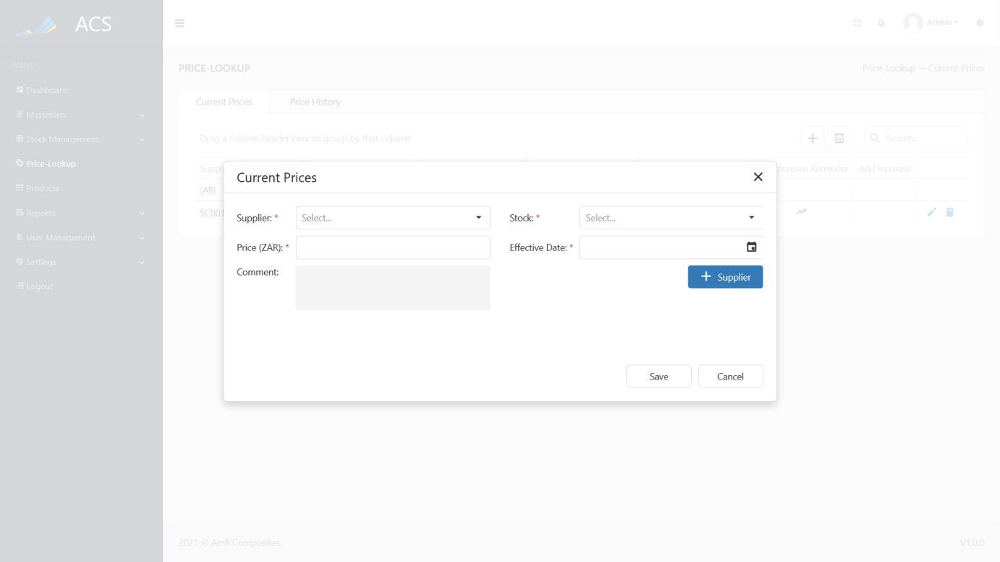 ACS
Admin
MENU
Dashboard
Masterlists
Stock Management
Price-Lookup
Products
Reports
User Management
Settings
Logout
PRICE-LOOKUP
Price-Lookup → Current Prices
Current Prices
Price History
Drag a column header here to group by that column
Search...
Increase Reminder
Add Increase
(All)
SC001
Current Prices
Supplier: *
Select...
Stock: *
Select...
Price (ZAR): *
Effective Date: *
Comment:
Supplier
Save
Cancel
2021 © Amfi Composites.
V1.0.0